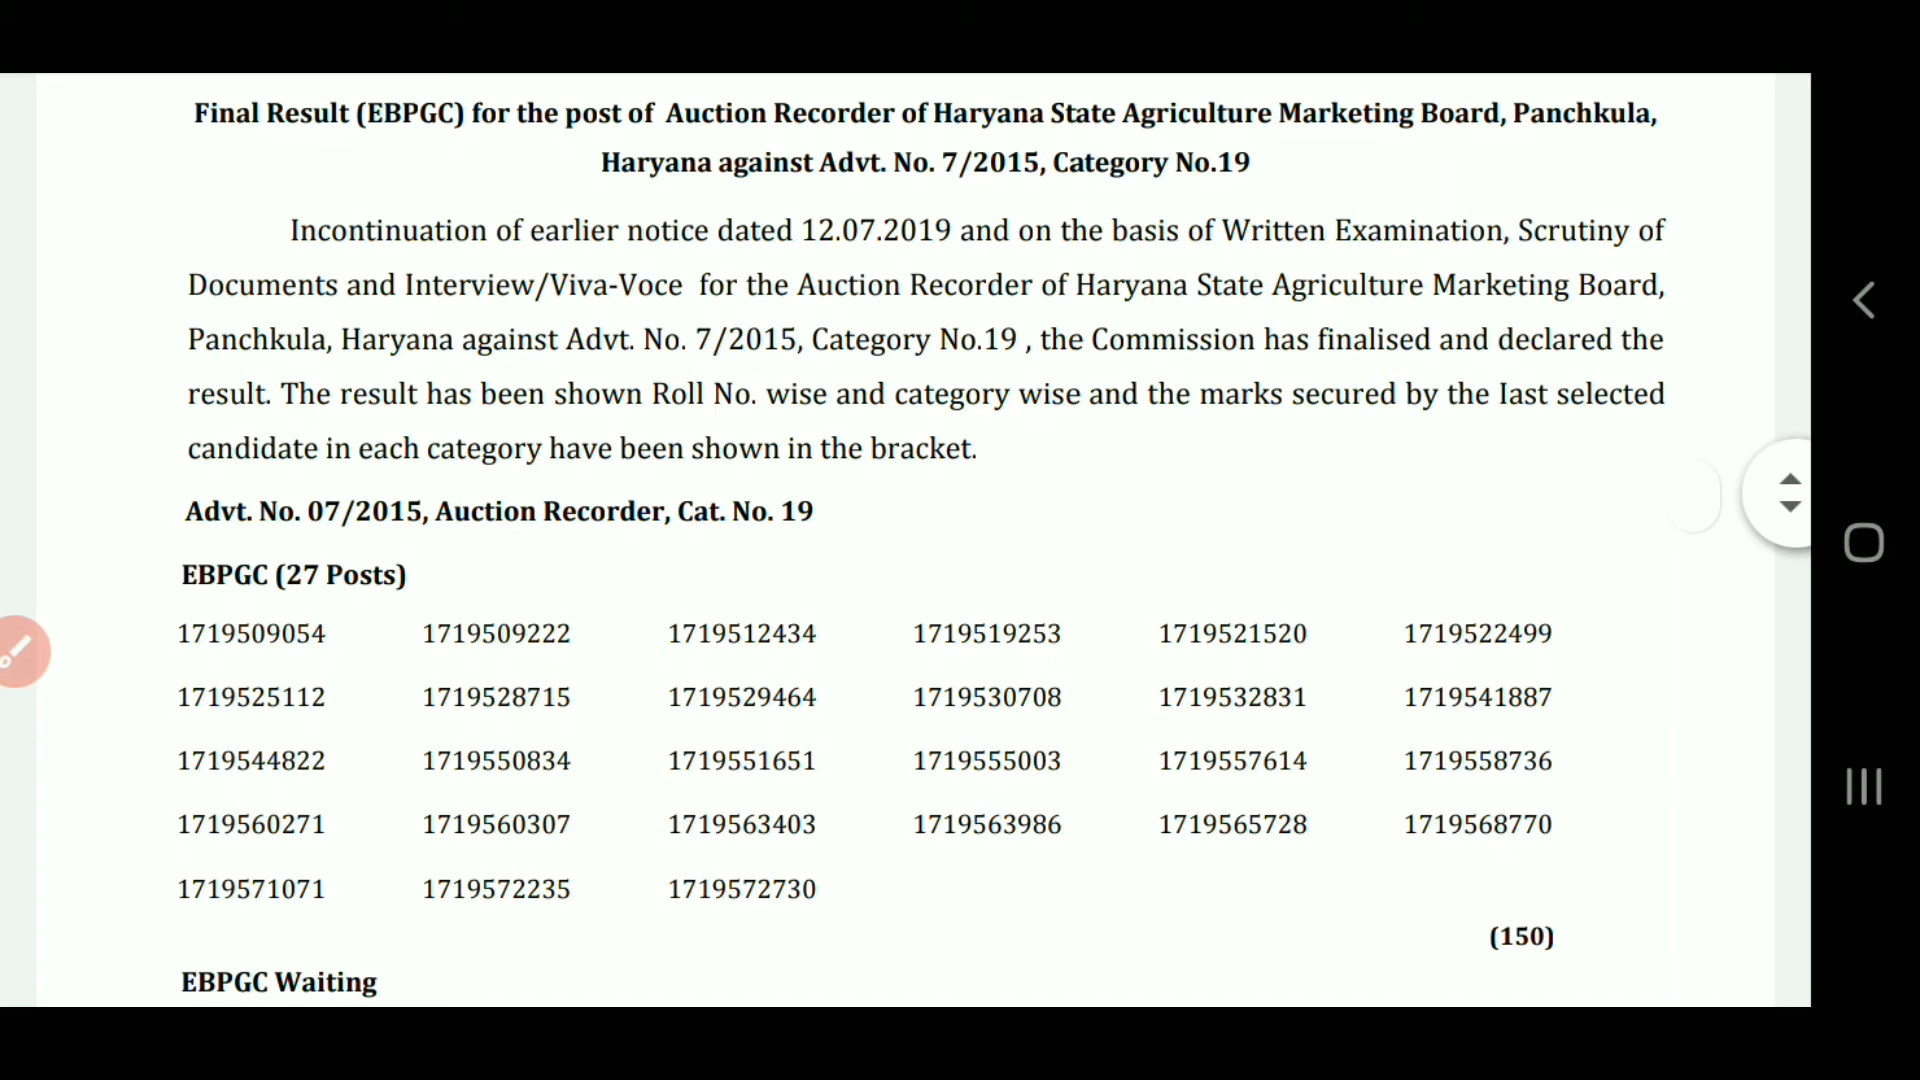 Final Result (EBPGC) for the post of Auction Recorder of Haryana State Agriculture Marketing Board, Panchkula,
Haryana against Advt. No. 7/2015, Category No.19
Incontinuation of earlier notice dated 12.07.2019 and on the basis of Written Examination, Scrutiny of
Documents and Interview/Viva-Voce for the Auction Recorder of Haryana State Agriculture Marketing Board,
Panchkula, Haryana against Advt. No. 7/2015, Category No.19 , the Commission has finalised and declared the
result. The result has been shown Roll No. wise and category wise and the marks secured by the Iast selected
candidate in each category have been shown in the bracket.
Advt. No. 07/2015, Auction Recorder, Cat. No. 19
EBPGC (27 Posts)
1719509054 1719509222 1719512434 1719519253 1719521520 1719522499
1719525112 1719528715 1719529464 1719530708 1719532831 1719541887
1719544822 1719550834 1719551651 1719555003 1719557614 1719558736
1719560271 1719560307 1719563403 1719563986 1719565728 1719568770
1719571071 1719572235 1719572730
(150)
EBPGC Waiting